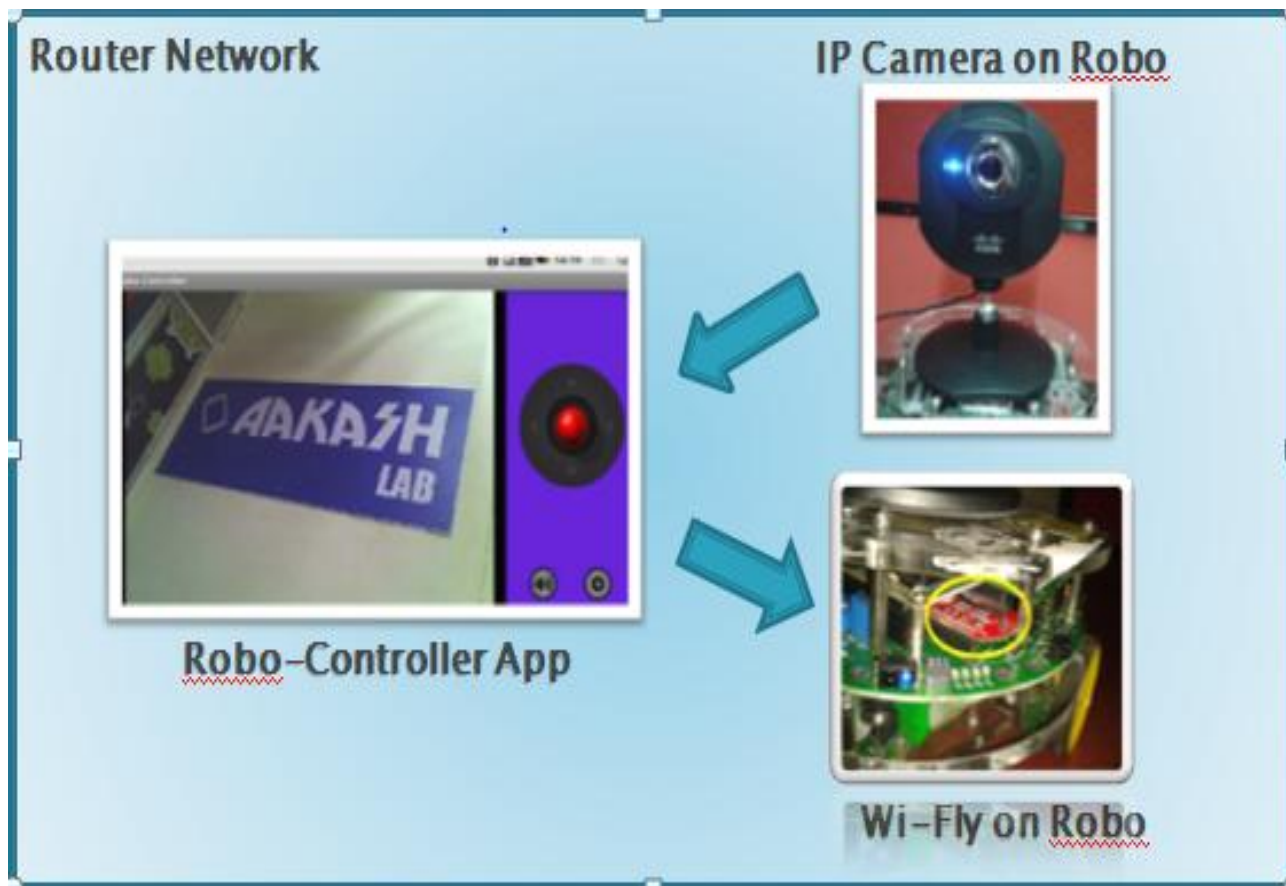 Router Network
IP Camera on Robo
AAKASH
LAB
Robo-Controller App
Wi-Fly on Robo